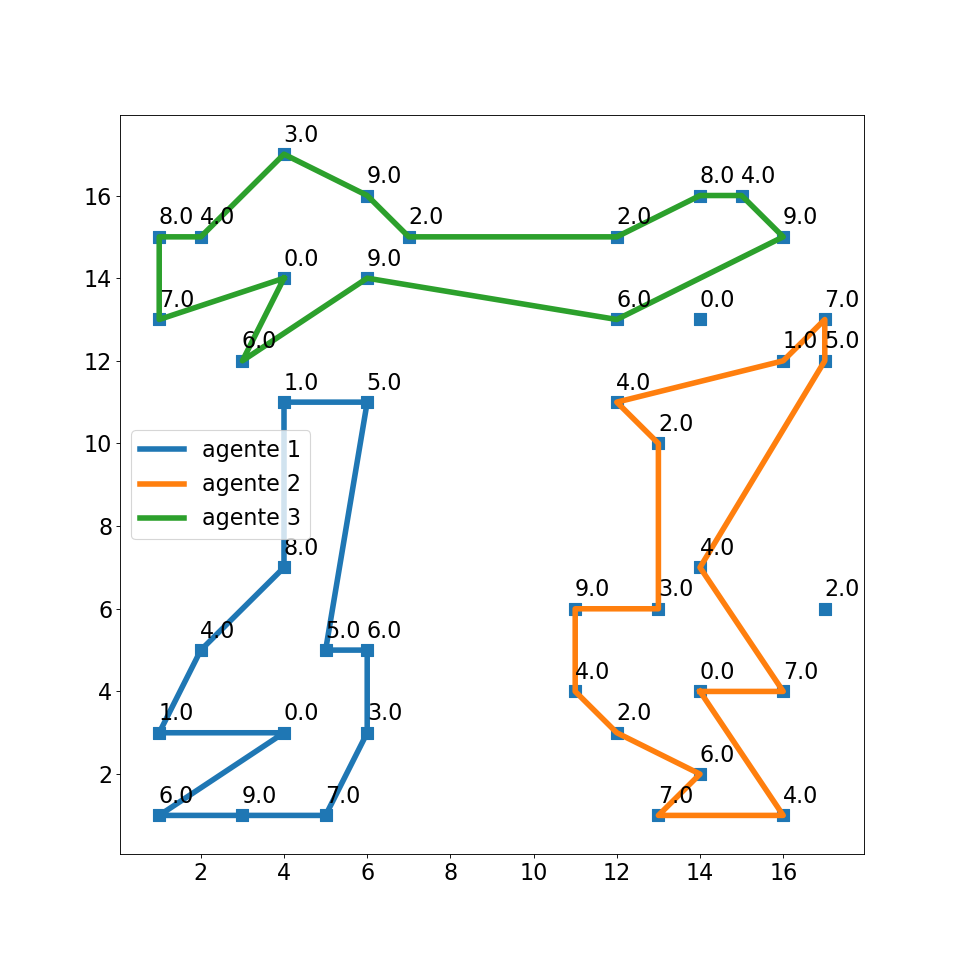 3.0
9.0 8.0 4.0
8.0 4.0 2.0 2.0 9.0
16
0.0 9.0
14
7.0 6.0 0.0 7.0
6.0 1.0 5.0
12
1.0 5.0 4.0
2.0
10
agente 1
agente 2
agente 3
8
8.0 4.0
9.0 3.0 2.0
6
4.0 5.0 6.0
4.0 0.0 7.0
4
1.0 0.0 3.0 2.0
6.0
2
6.0 9.0 7.0 7.0 4.0
2 4 6 8 10 12 14 16